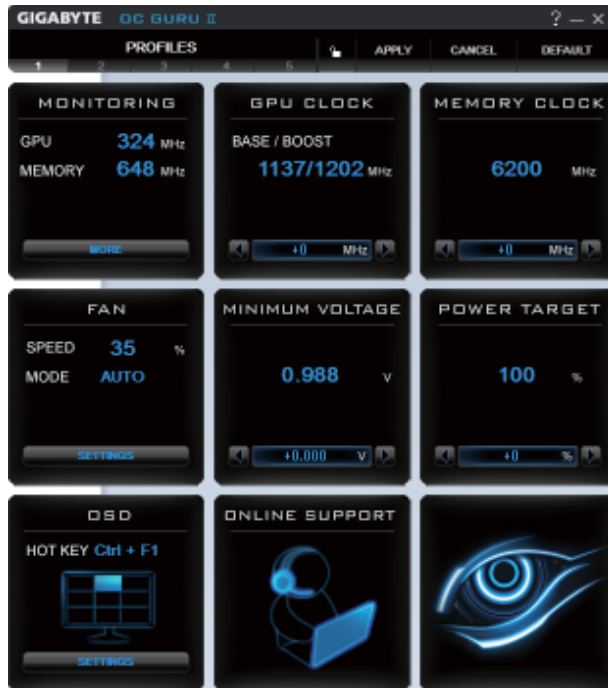 GIGABYTE OC GURU II ? — ×
PROFILES APPLY CANCEL DEFAULT
1 2 3 4 5
MONITORING
GPU 324 MHz
MEMORY 648 MHz
MORE
GPU CLOCK
BASE / BOOST
1137/1202 MHz
+0 MHz
MEMORY CLOCK
6200 MHz
+0 MHz
FAN
SPEED 35 %
MODE AUTO
SETTINGS
MINIMUM VOLTAGE
0.988 V
+0.000 V
POWER TARGET
100 %
+0 %
OSD
HOT KEY Ctrl + F1
SETTINGS
ONLINE SUPPORT